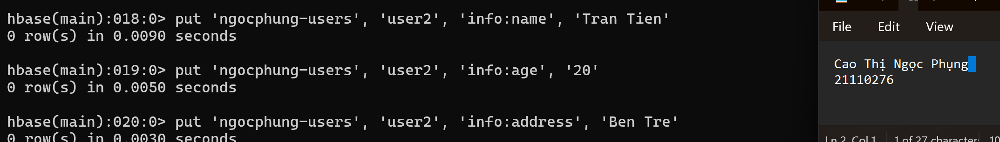 hbase(main):018:0> put 'ngocphung-users', 'user2', 'info:name', 'Tran Tien'
0 row(s) in 0.0090 seconds
hbase(main):019:0> put 'ngocphung-users', 'user2', 'info:age', '20'
0 row(s) in 0.0050 seconds
hbase(main):020:0> put 'ngocphung-users', 'user2', 'info:address', 'Ben Tre'
0 row(s) in 0.0030 seconds
File Edit View
Cao Thị Ngọc Phụng
21110276
Ln 2, Col 1 1 of 27 character